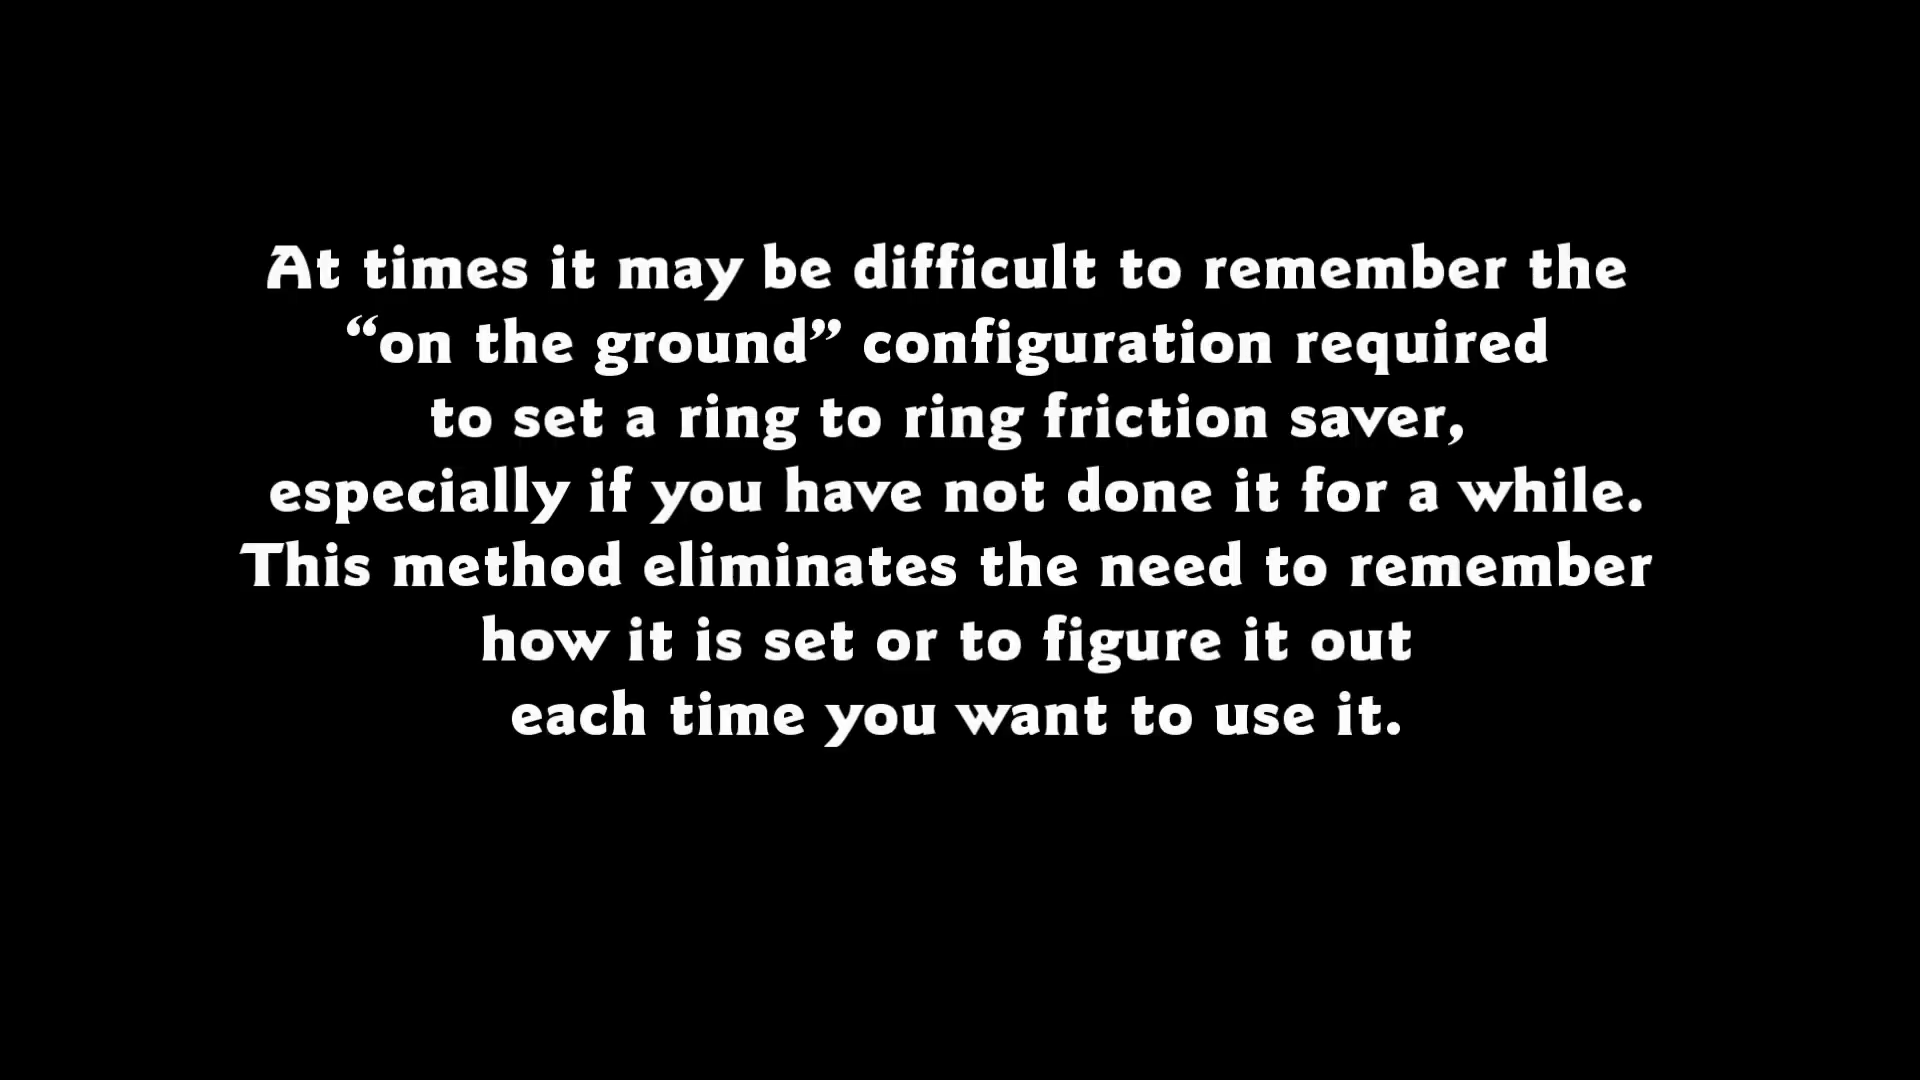 At times it may be difficult to remember the
“on the ground” configuration required
to set a ring to ring friction saver,
especially if you have not done it for a while.
This method eliminates the need to remember
how it is set or to figure it out
each time you want to use it.